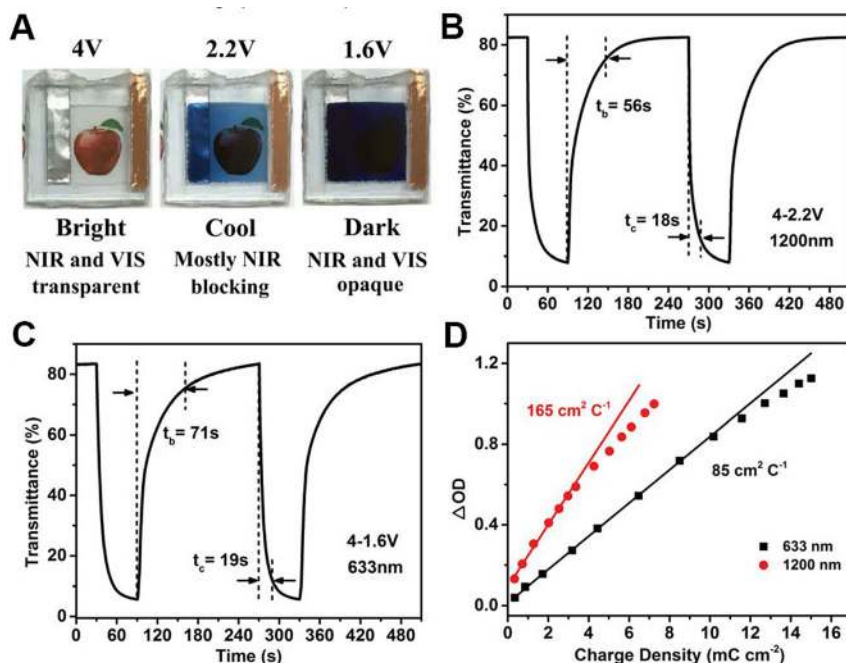 A
4V 2.2V 1.6V
Bright Cool Dark
NIR and VIS Mostly NIR NIR and VIS
transparent blocking opaque
B
Transmittance (%)
80
60
40
20
0
t_b = 56s
t_c = 18s
4-2.2V
1200nm
0 60 120 180 240 300 360 420 480
Time (s)
C
Transmittance (%)
80
60
40
20
0
t_b = 71s
t_c = 19s
4-1.6V
633nm
0 60 120 180 240 300 360 420 480
Time (s)
D
△OD
1.2
0.8
0.4
0.0
165 cm² C⁻¹
85 cm² C⁻¹
633 nm
1200 nm
0 2 4 6 8 10 12 14 16
Charge Density (mC cm⁻²)